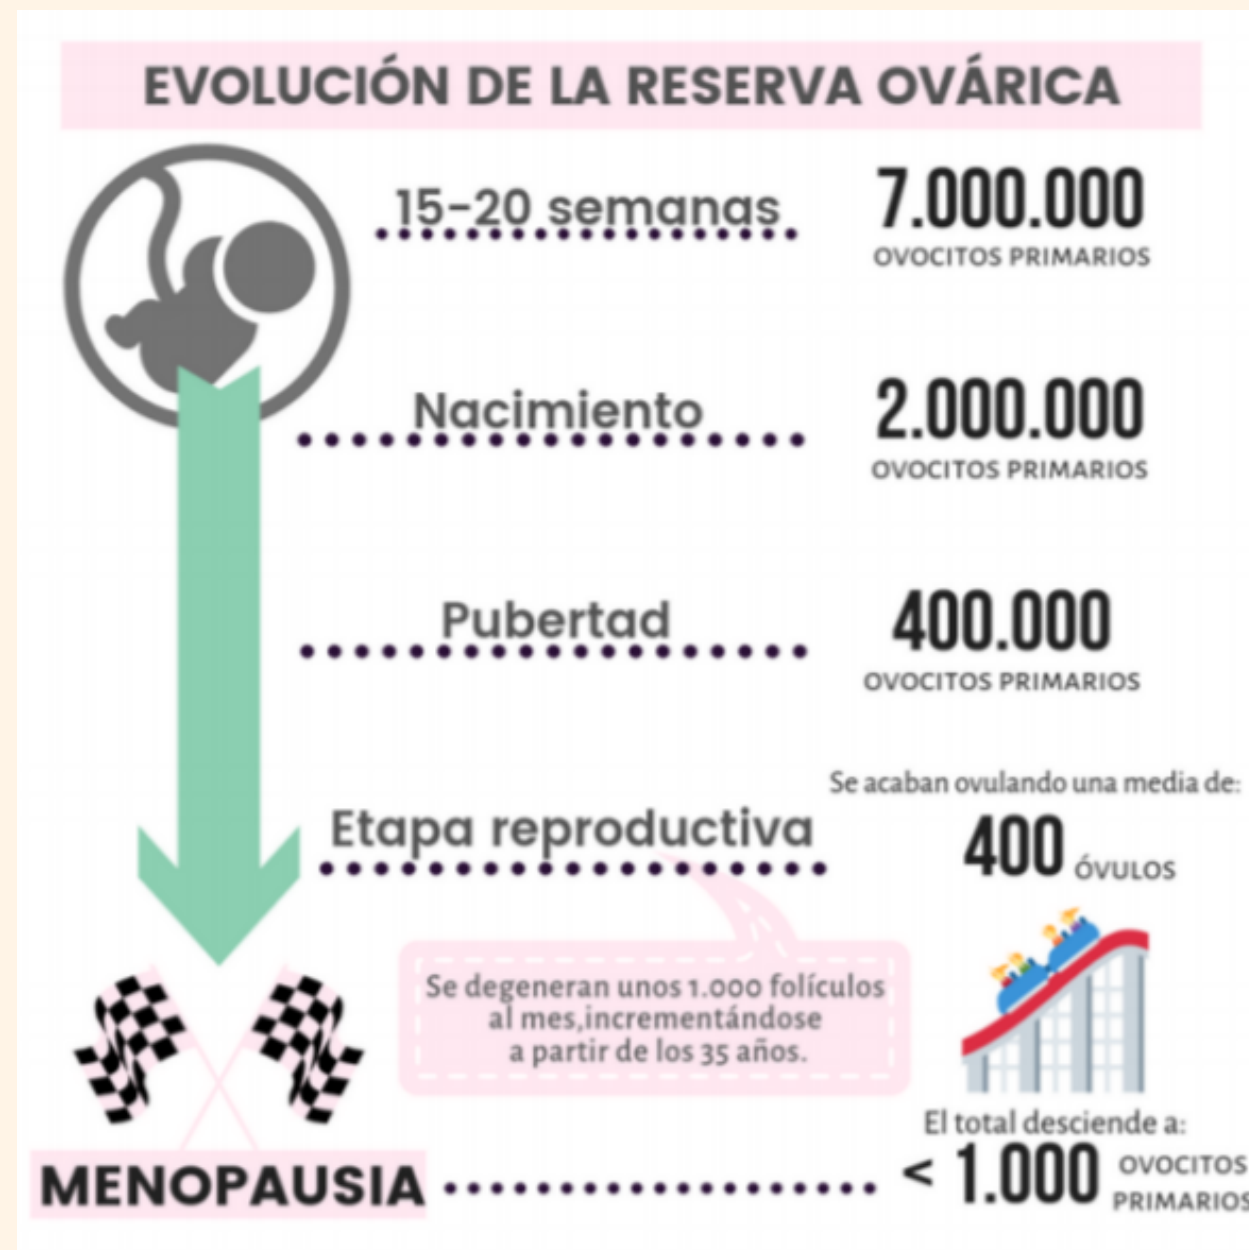 EVOLUCIÓN DE LA RESERVA OVÁRICA
15-20 semanas
7.000.000
OVOCITOS PRIMARIOS
Nacimiento
2.000.000
OVOCITOS PRIMARIOS
Pubertad
400.000
OVOCITOS PRIMARIOS
Etapa reproductiva
Se acaban ovulando una media de:
400 ÓVULOS
Se degeneran unos 1.000 folículos
al mes,incrementándose
a partir de los 35 años.
El total desciende a:
MENOPAUSIA
< 1.000 OVOCITOS
PRIMARIOS